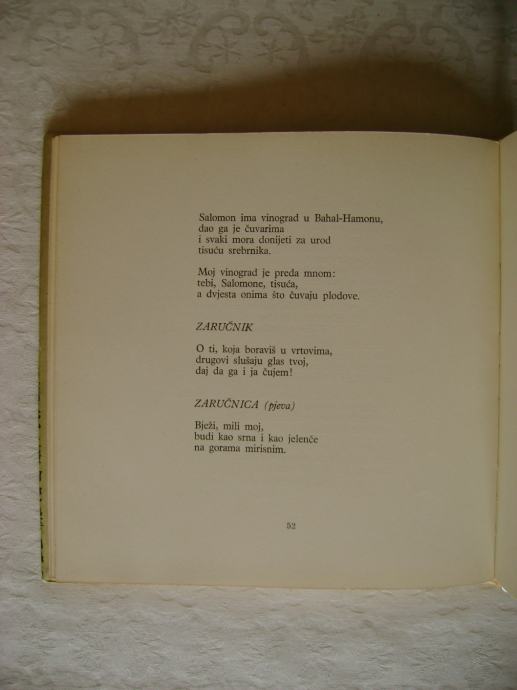 Salomon ima vinograd u Bahal-Hamonu,
dao ga je čuvarima
i svaki mora donijeti za urod
tisuću srebrnika.
Moj vinograd je preda mnom:
tebi, Salomone, tisuća,
a dvjesta onima što čuvaju plodove.
ZARUČNIK
O ti, koja boraviš u vrtovima,
drugovi slušaju glas tvoj,
daj da ga i ja čujem!
ZARUČNICA (pjeva)
Bježi, mili moj,
budi kao srna i kao jelenče
na gorama mirisnim.
52